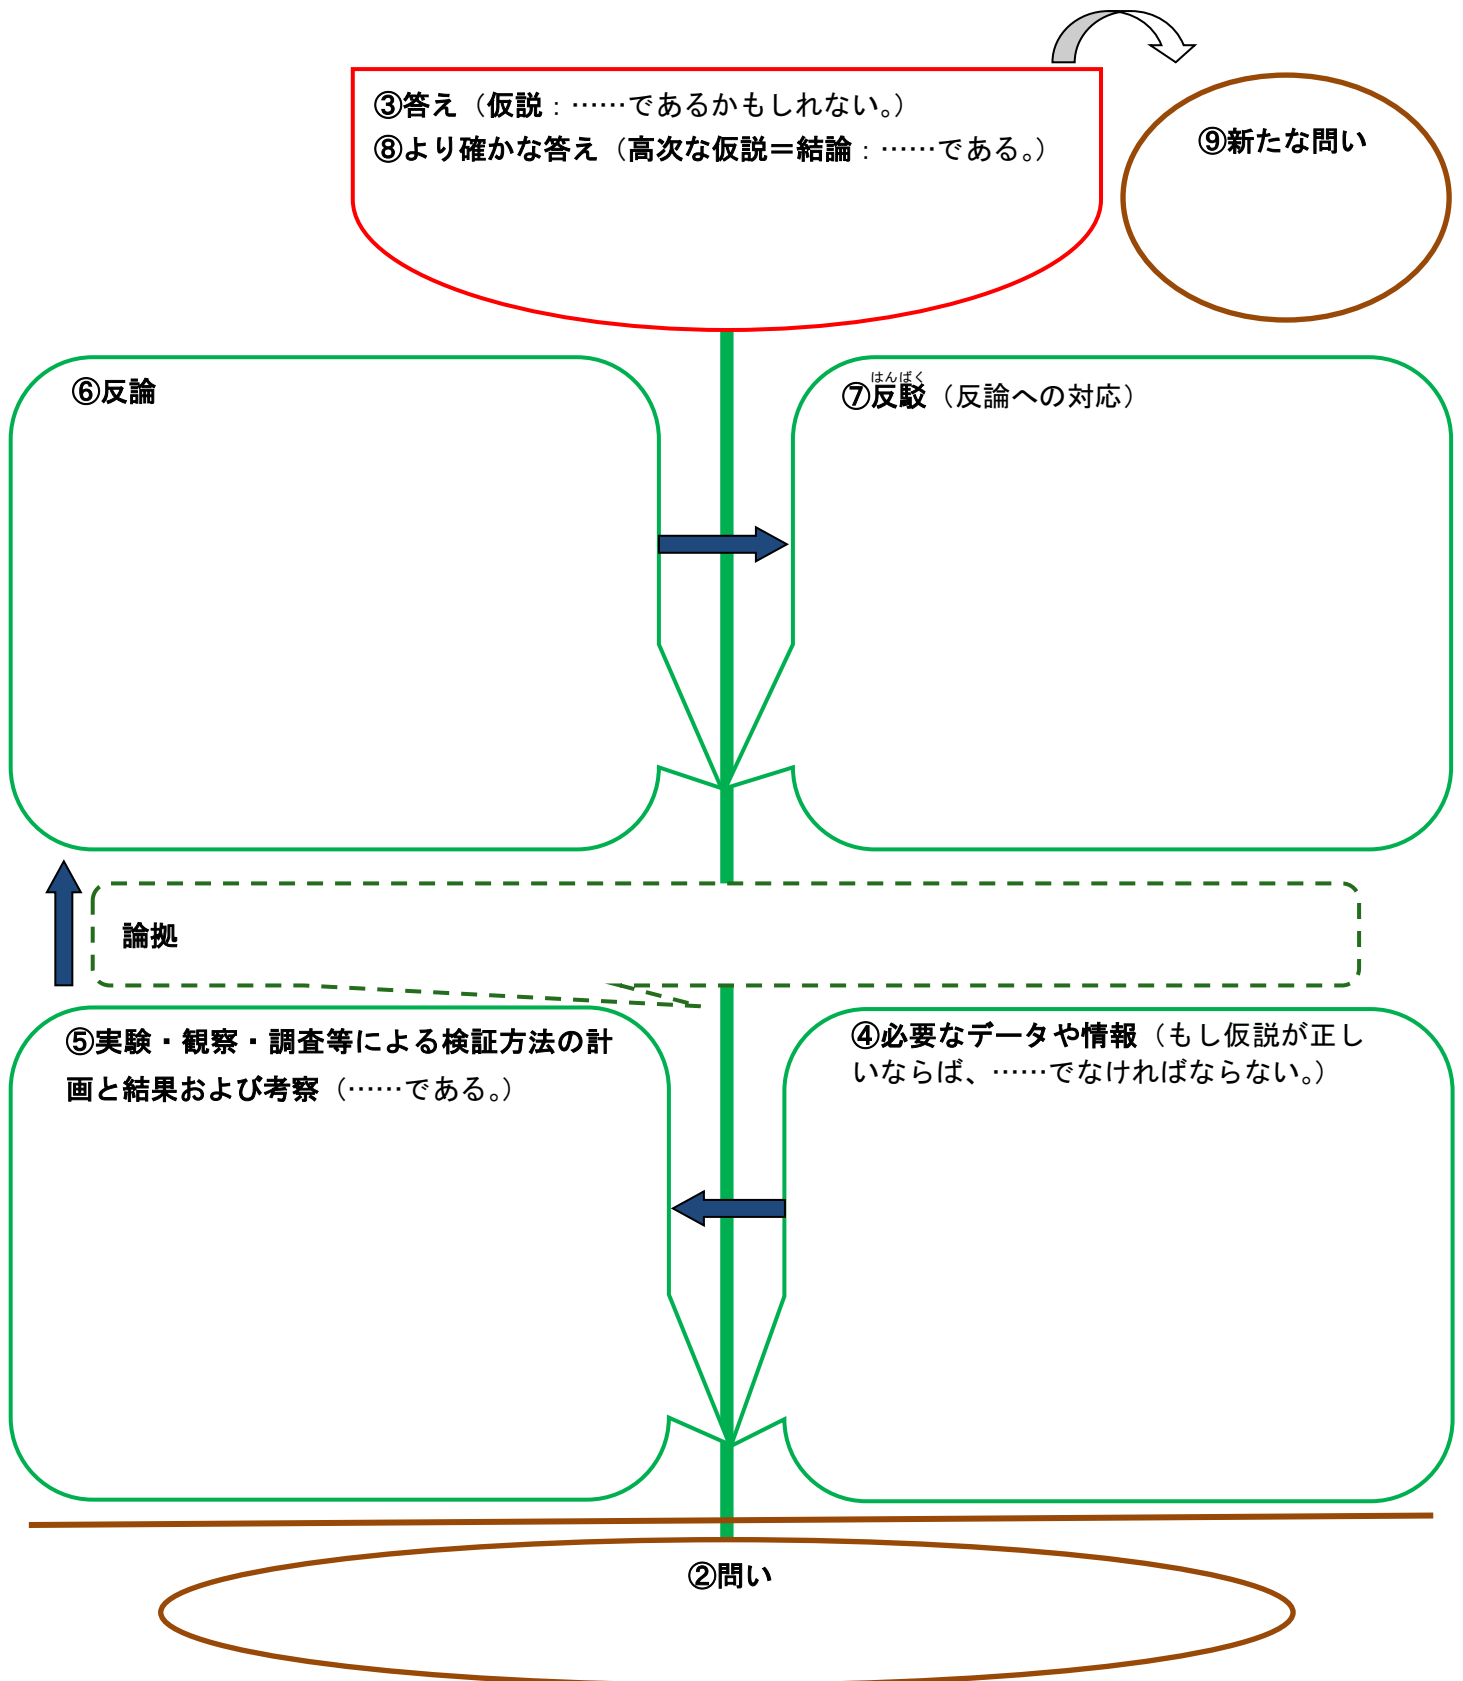 ③答え（仮説：……であるかもしれない。）
⑧より確かな答え（高次な仮説＝結論：……である。）
⑨新たな問い
⑥反論
はんばく
⑦反駁（反論への対応）
論拠
⑤実験・観察・調査等による検証方法の計
画と結果および考察（……である。）
④必要なデータや情報（もし仮説が正し
いならば、……でなければならない。）
②問い